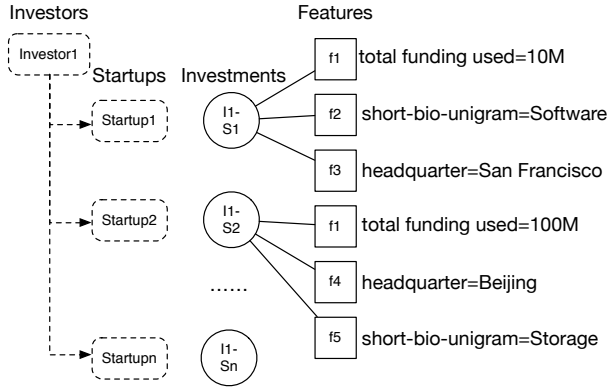 Investors
Features
Investor1
Startups
Investments
f1 total funding used=10M
Startup1
I1-
S1
f2 short-bio-unigram=Software
f3 headquarter=San Francisco
Startup2
I1-
S2
f1 total funding used=100M
f4 headquarter=Beijing
......
f5 short-bio-unigram=Storage
Startupn
I1-
Sn